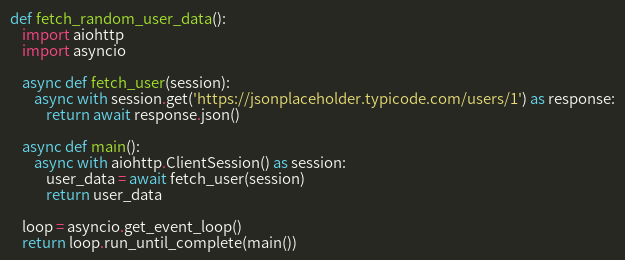 def fetch_random_user_data():
    import aiohttp
    import asyncio

    async def fetch_user(session):
        async with session.get('https://jsonplaceholder.typicode.com/users/1') as response:
            return await response.json()

    async def main():
        async with aiohttp.ClientSession() as session:
            user_data = await fetch_user(session)
            return user_data

    loop = asyncio.get_event_loop()
    return loop.run_until_complete(main())